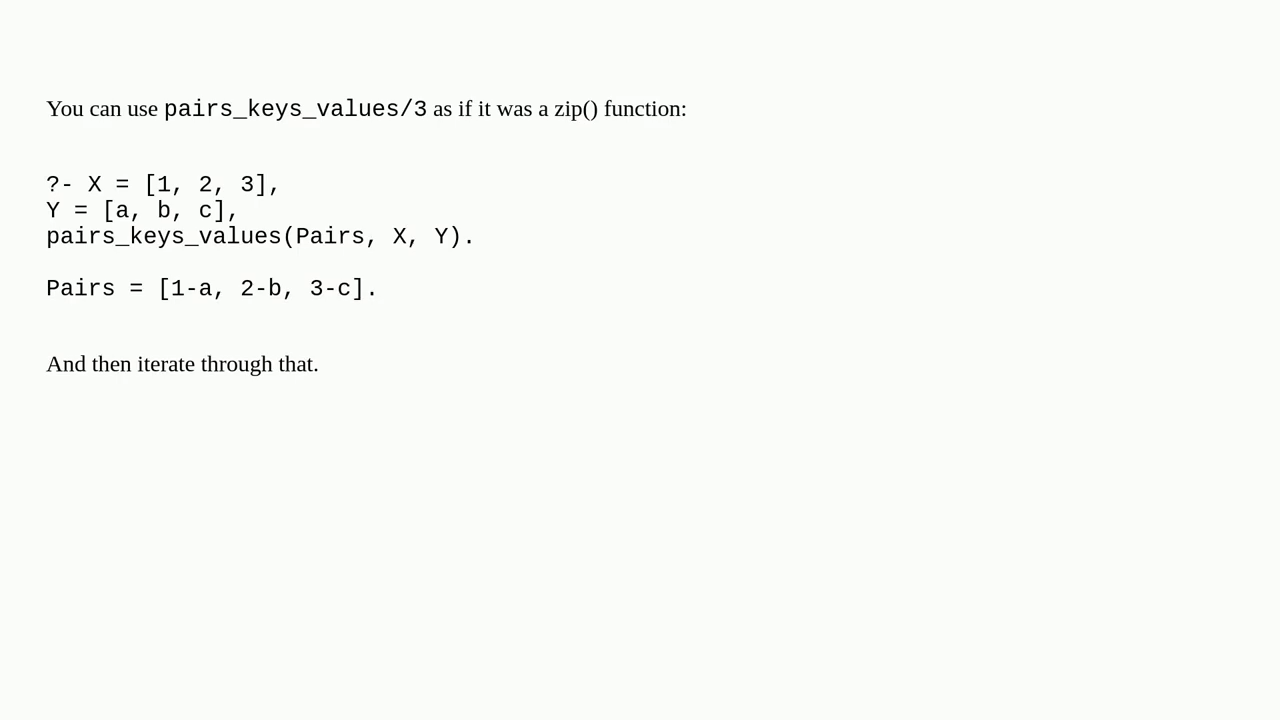 You can use pairs_keys_values/3 as if it was a zip() function:
?- X = [1, 2, 3],
Y = [a, b, c],
pairs_keys_values(Pairs, X, Y).
Pairs = [1-a, 2-b, 3-c].
And then iterate through that.